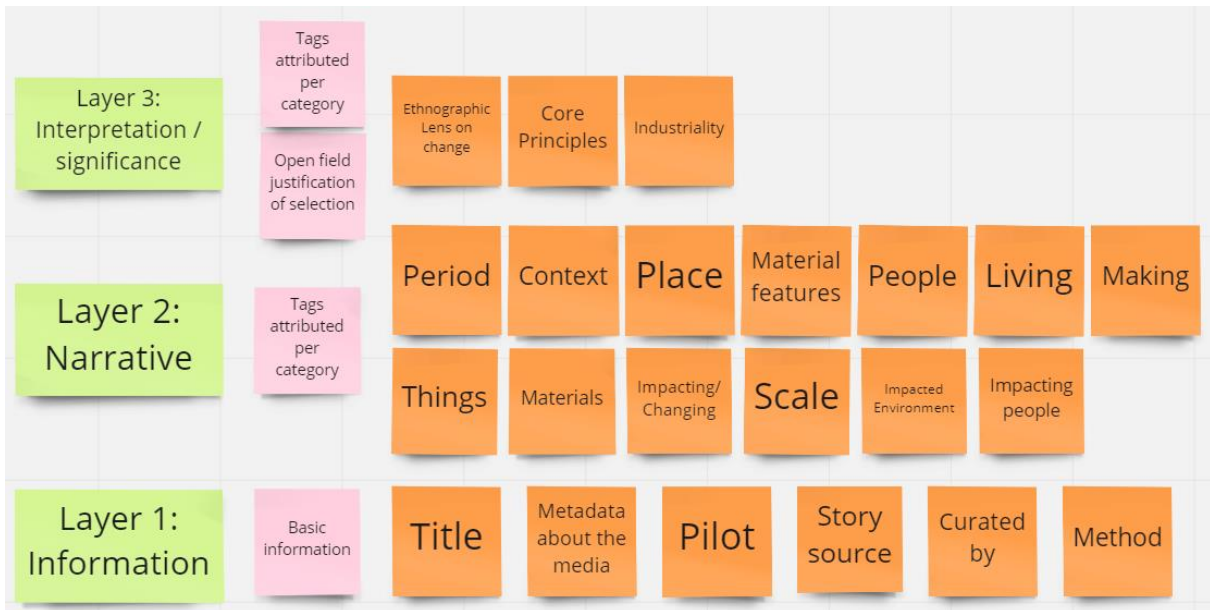 Tags
attributed
per
category
Layer 3:
Interpretation /
significance
Ethnographic
Lens on
change
Core
Principles
Industriality
Open field
justification
of selection
Period
Context
Place
Material
features
People
Living
Making
Layer 2:
Narrative
Tags
attributed
per
category
Things
Materials
Impacting/
Changing
Scale
Impacted
Environment
Impacting
people
Layer 1:
Information
Basic
information
Title
Metadata
about the
media
Pilot
Story
source
Curated
by
Method